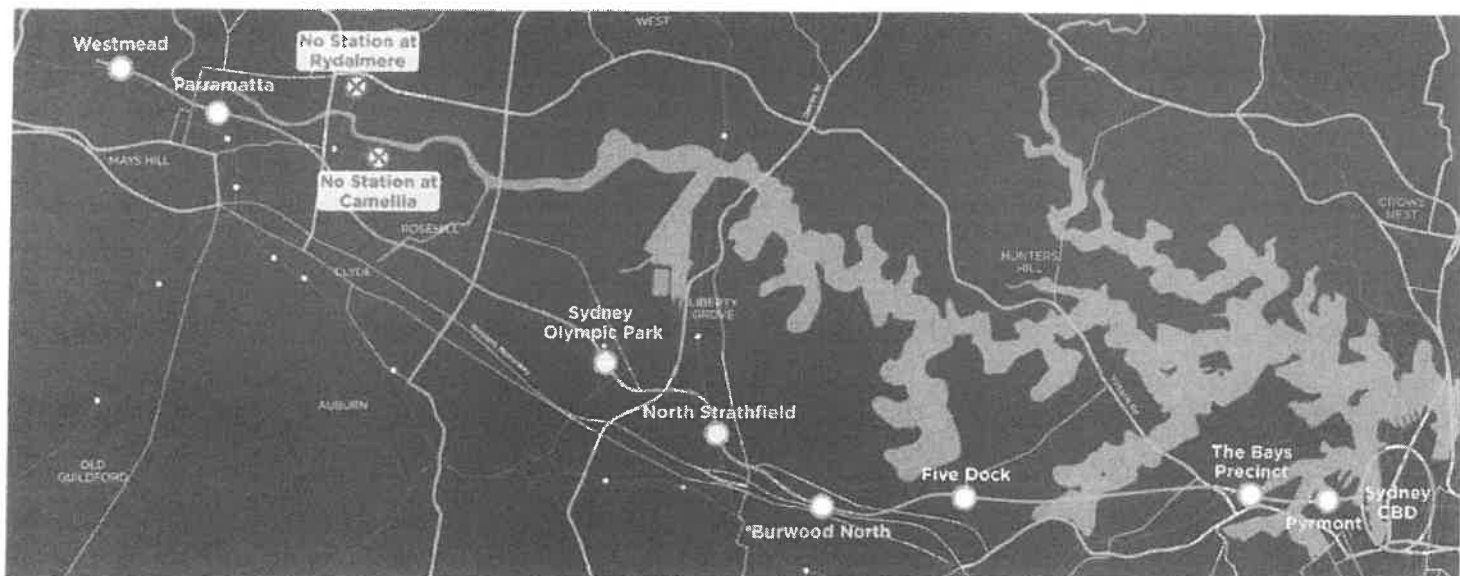 WEST
Westmead
No Station at
Rydalmere
Parramatta
MAYS HILL
No Station at
Camellia
ROSEHILL
CLYDE
CROWS
NEST
HUNTERS
HILL
LIBERTY
GROVE
Sydney
Olympic Park
AUBURN
North Strathfield
OLD
GUILDFORD
Five Dock
The Bays
Precinct
Sydney
CBD
Burwood North
Pyrmont